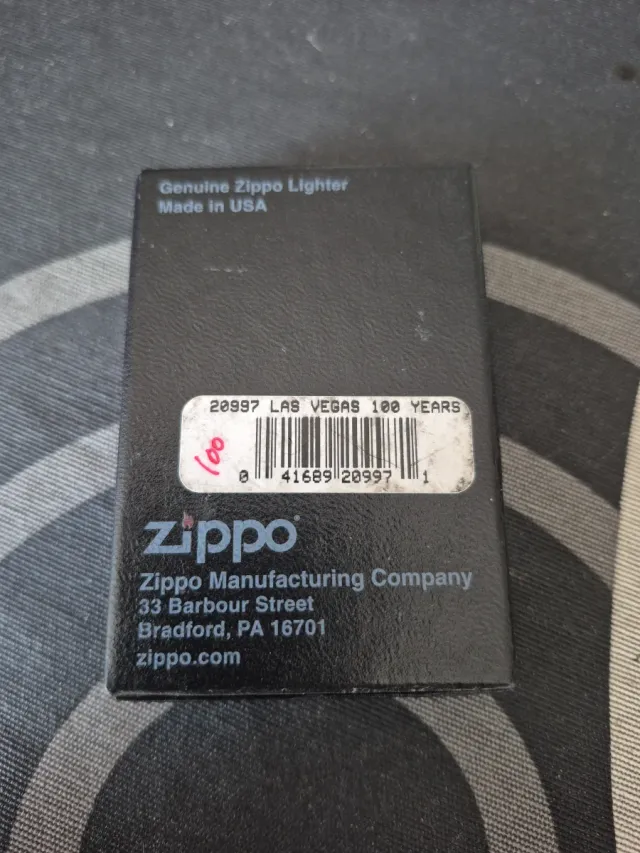 Genuine Zippo Lighter
Made in USA
20997 LAS VEGAS 100 YEARS
100
0 41689 20997 1
zippo®
Zippo Manufacturing Company
33 Barbour Street
Bradford, PA 16701
zippo.com